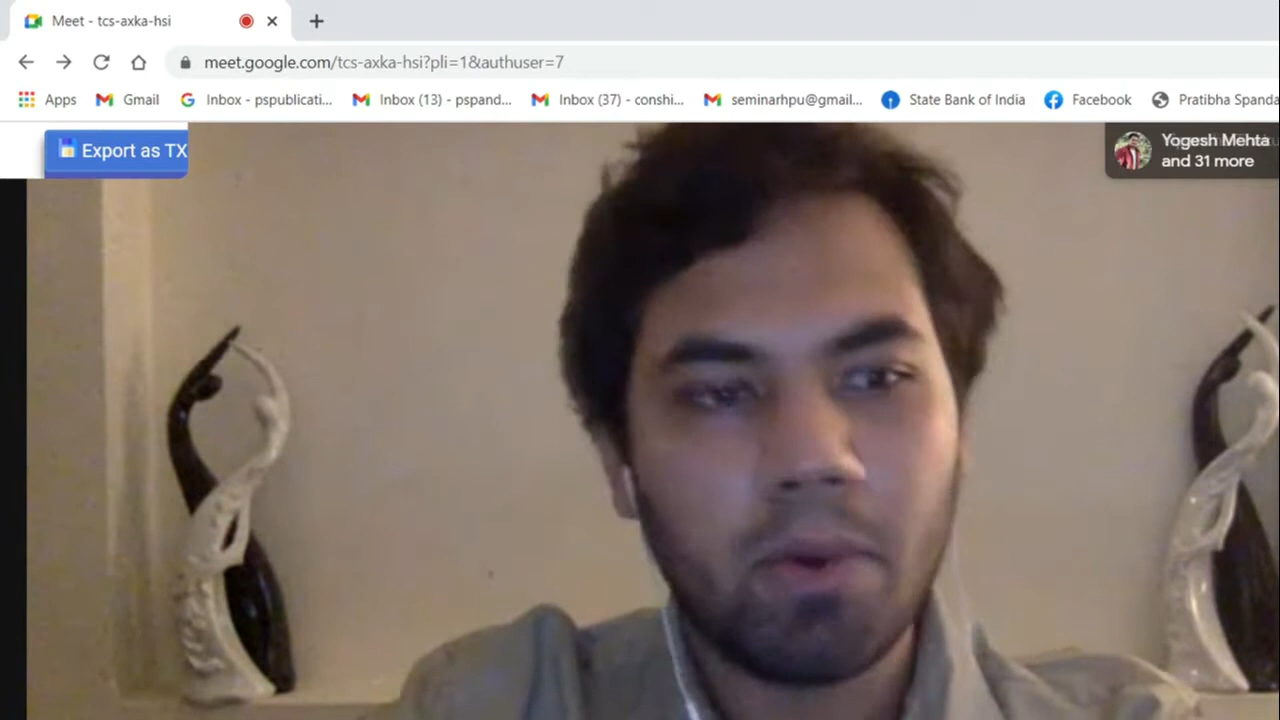 Meet - tcs-axka-hsi
meet.google.com/tcs-axka-hsi?pli=1&authuser=7
Apps Gmail Inbox - pspublicati... Inbox (13) - pspand... Inbox (37) - conshi... seminarhpu@gmail... State Bank of India Facebook Pratibha Spanda
Export as TX
Yogesh Mehta
and 31 more